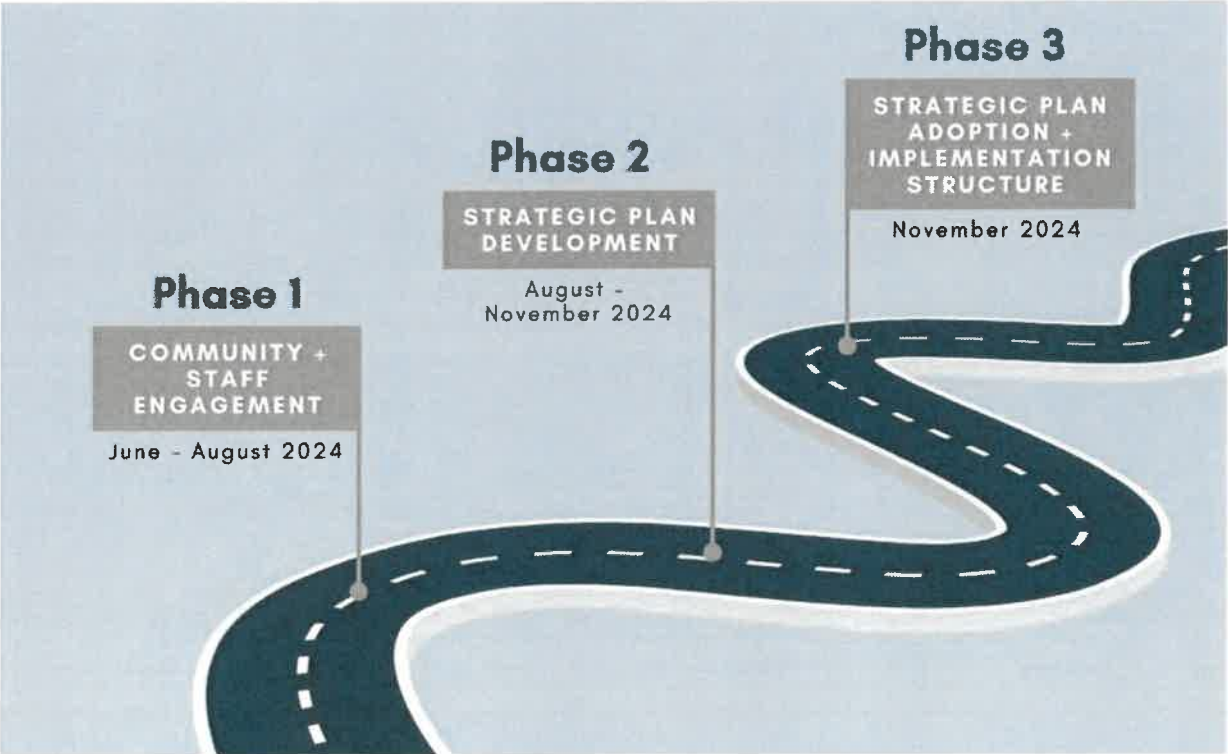 Phase 1
COMMUNITY +
STAFF
ENGAGEMENT
June - August 2024
Phase 2
STRATEGIC PLAN
DEVELOPMENT
August -
November 2024
Phase 3
STRATEGIC PLAN
ADOPTION +
IMPLEMENTATION
STRUCTURE
November 2024